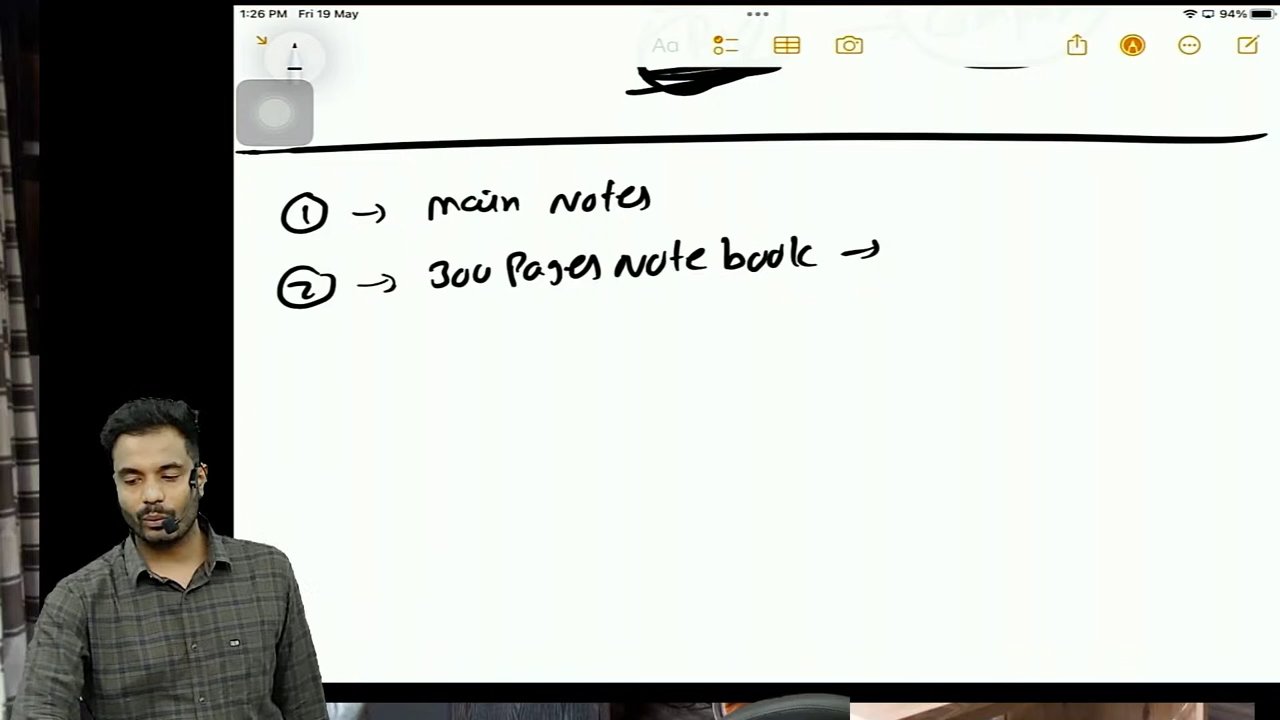 1:26 PM Fri 19 May 94%
Aa
1 → main notes
2 → 300 Pages Note book →